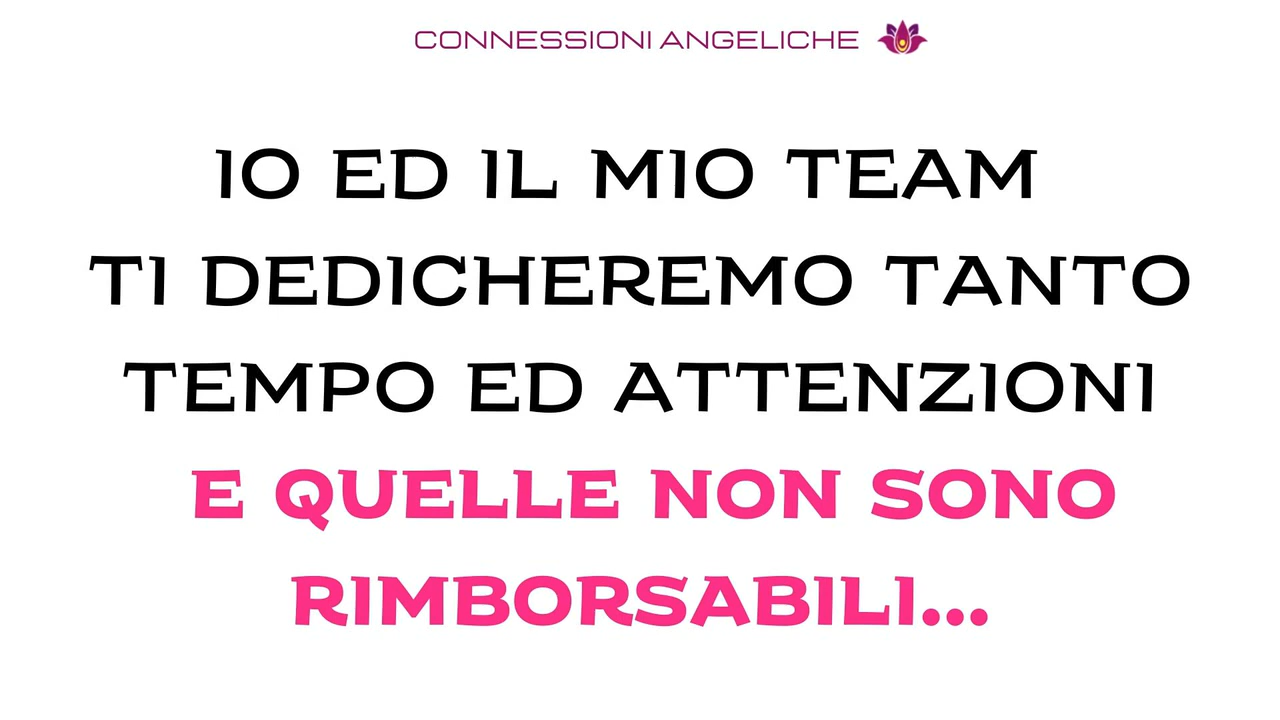 CONNESSIONI ANGELICHE
IO ED IL MIO TEAM
TI DEDICHEREMO TANTO
TEMPO ED ATTENZIONI
E QUELLE NON SONO
RIMBORSABILI...